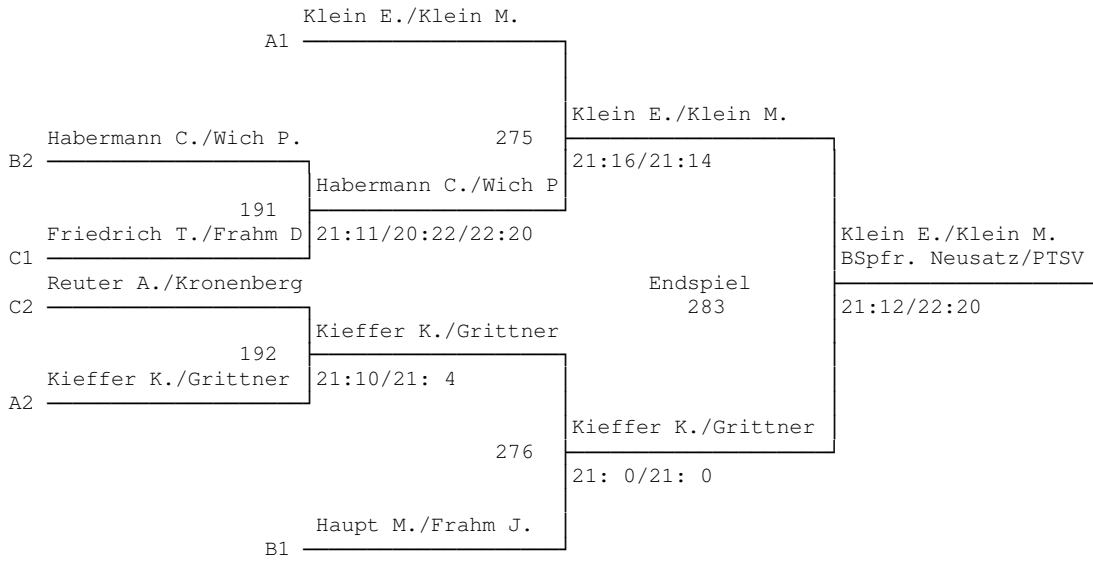 Klein E./Klein M.
A1
Klein E./Klein M.
Habermann C./Wich P. 275
B2 21:16/21:14
Habermann C./Wich P
191
Friedrich T./Frahm D 21:11/20:22/22:20 Klein E./Klein M.
C1 BSpfr. Neusatz/PTSV
Reuter A./Kronenberg Endspiel
C2 283 21:12/22:20
Kieffer K./Grittner
192
Kieffer K./Grittner 21:10/21: 4
A2
Kieffer K./Grittner
276
21: 0/21: 0
Haupt M./Frahm J.
B1